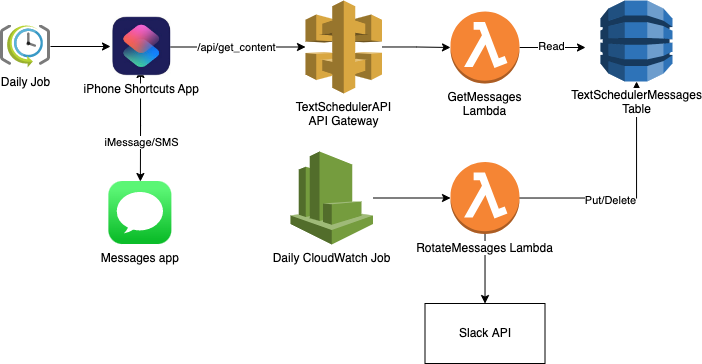 Daily Job
iPhone Shortcuts App
/api/get_content
TextSchedulerAPI
API Gateway
GetMessages
Lambda
Read
TextSchedulerMessages
Table
iMessage/SMS
Messages app
Daily CloudWatch Job
RotateMessages Lambda
Put/Delete
Slack API